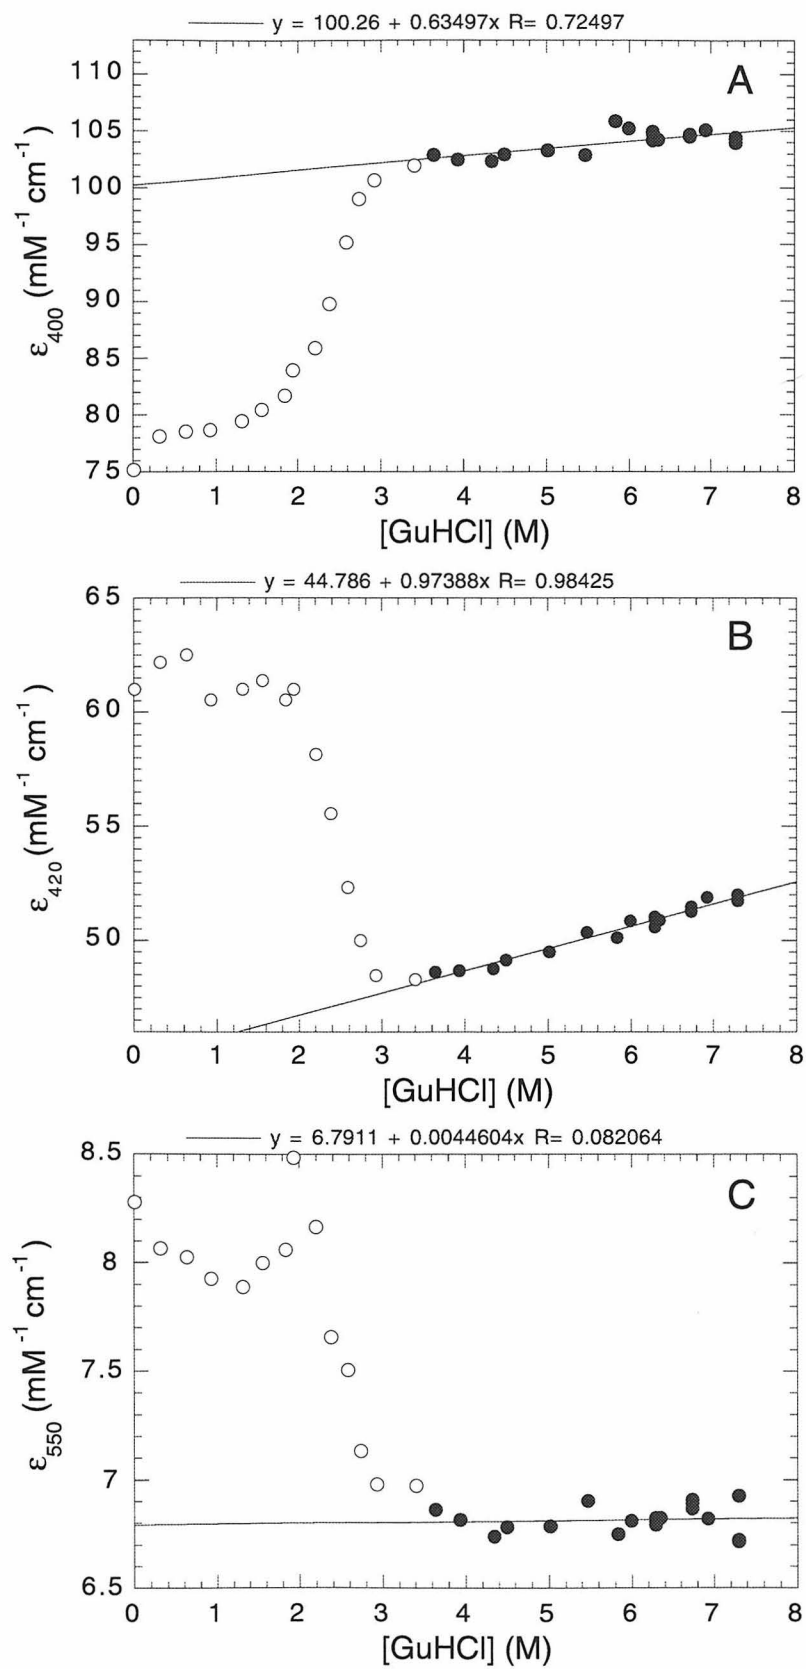 y = 100.26 + 0.63497x R= 0.72497
A
110
105
100
95
90
85
80
75
ε400 (mM-1 cm-1)
0 1 2 3 4 5 6 7 8
[GuHCl] (M)
y = 44.786 + 0.97388x R= 0.98425
B
65
60
55
50
ε420 (mM-1 cm-1)
0 1 2 3 4 5 6 7 8
[GuHCl] (M)
y = 6.7911 + 0.0044604x R= 0.082064
C
8.5
8
7.5
7
6.5
ε550 (mM-1 cm-1)
0 1 2 3 4 5 6 7 8
[GuHCl] (M)